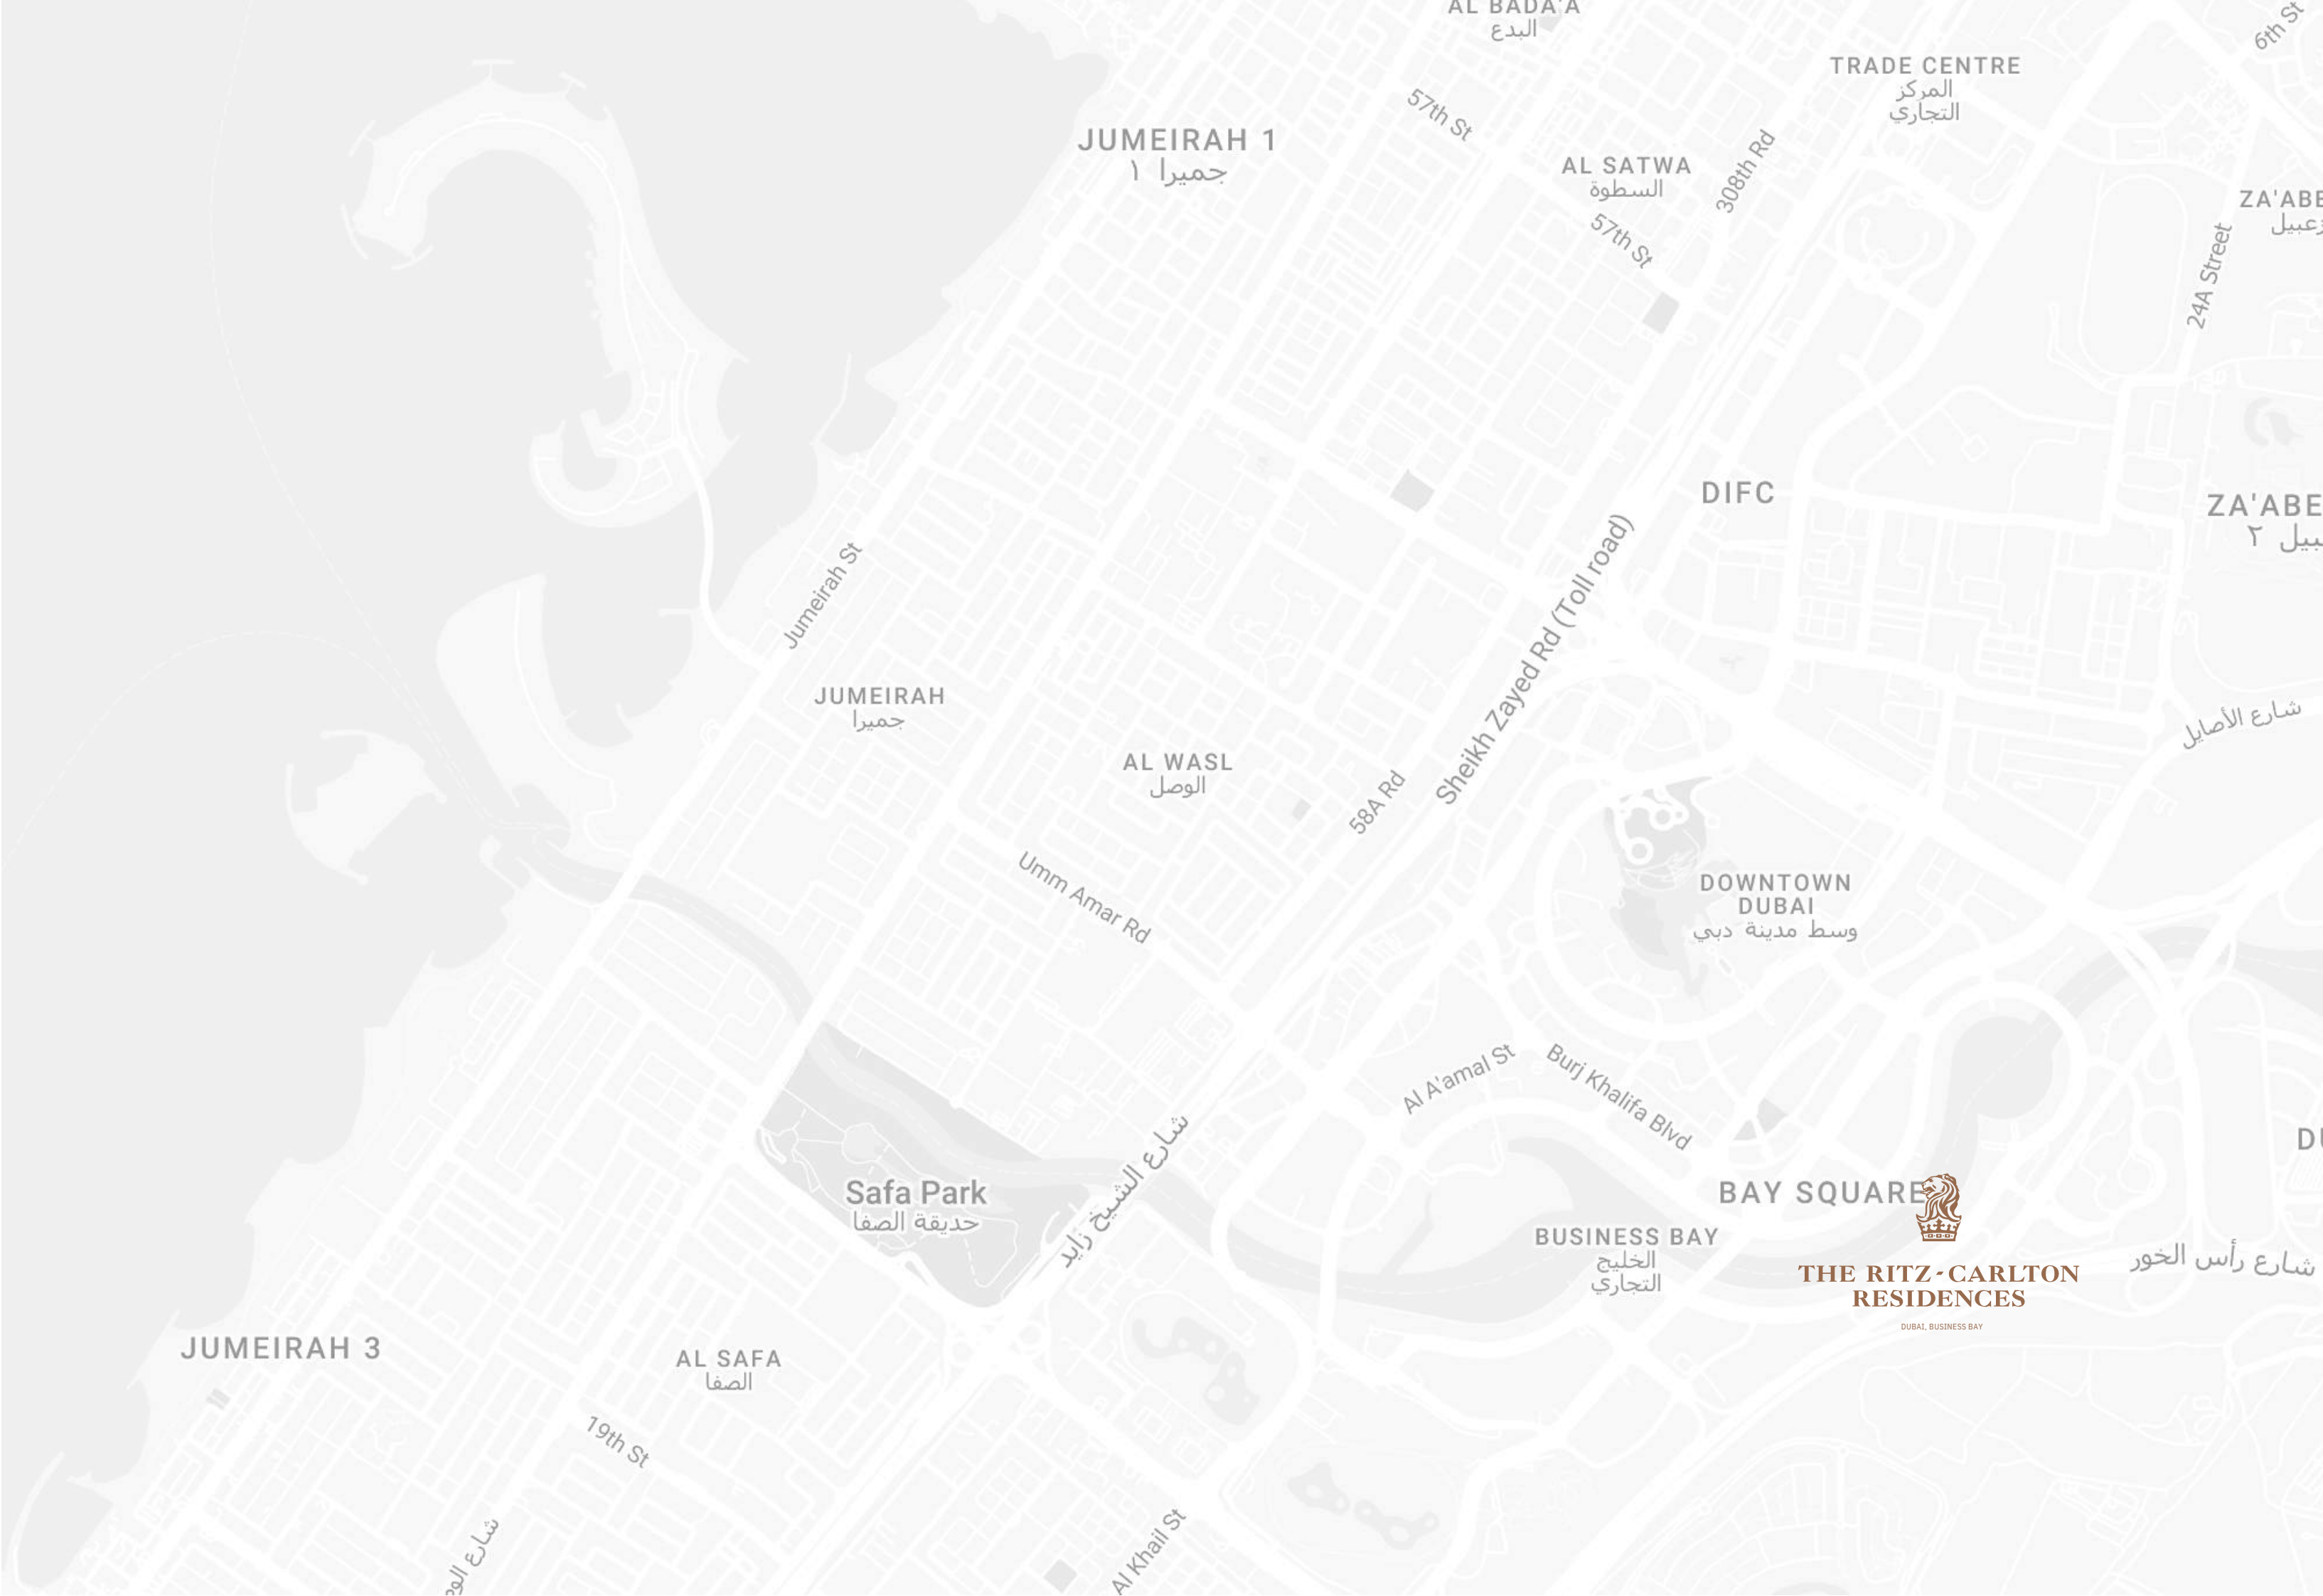 AL BADA'A
البدع
6th St
TRADE CENTRE
المركز
التجاري
57th St
JUMEIRAH 1
جميرا ١
AL SATWA
السطوة
308th Rd
57th St
ZA'ABE
زعبيل
24A Street
DIFC
ZA'ABE
بيل ٢
Jumeirah St
Sheikh Zayed Rd (Toll road)
JUMEIRAH
جميرا
شارع الأصايل
AL WASL
الوصل
58A Rd
Umm Amar Rd
DOWNTOWN
DUBAI
وسط مدينة دبي
Al A'amal St
Burj Khalifa Blvd
شارع الشيخ زايد
Safa Park
حديقة الصفا
BAY SQUARE
BUSINESS BAY
الخليج
التجاري
شارع رأس الخور
THE RITZ-CARLTON
RESIDENCES
DUBAI, BUSINESS BAY
JUMEIRAH 3
AL SAFA
الصفا
19th St
شارع
Al Khail St